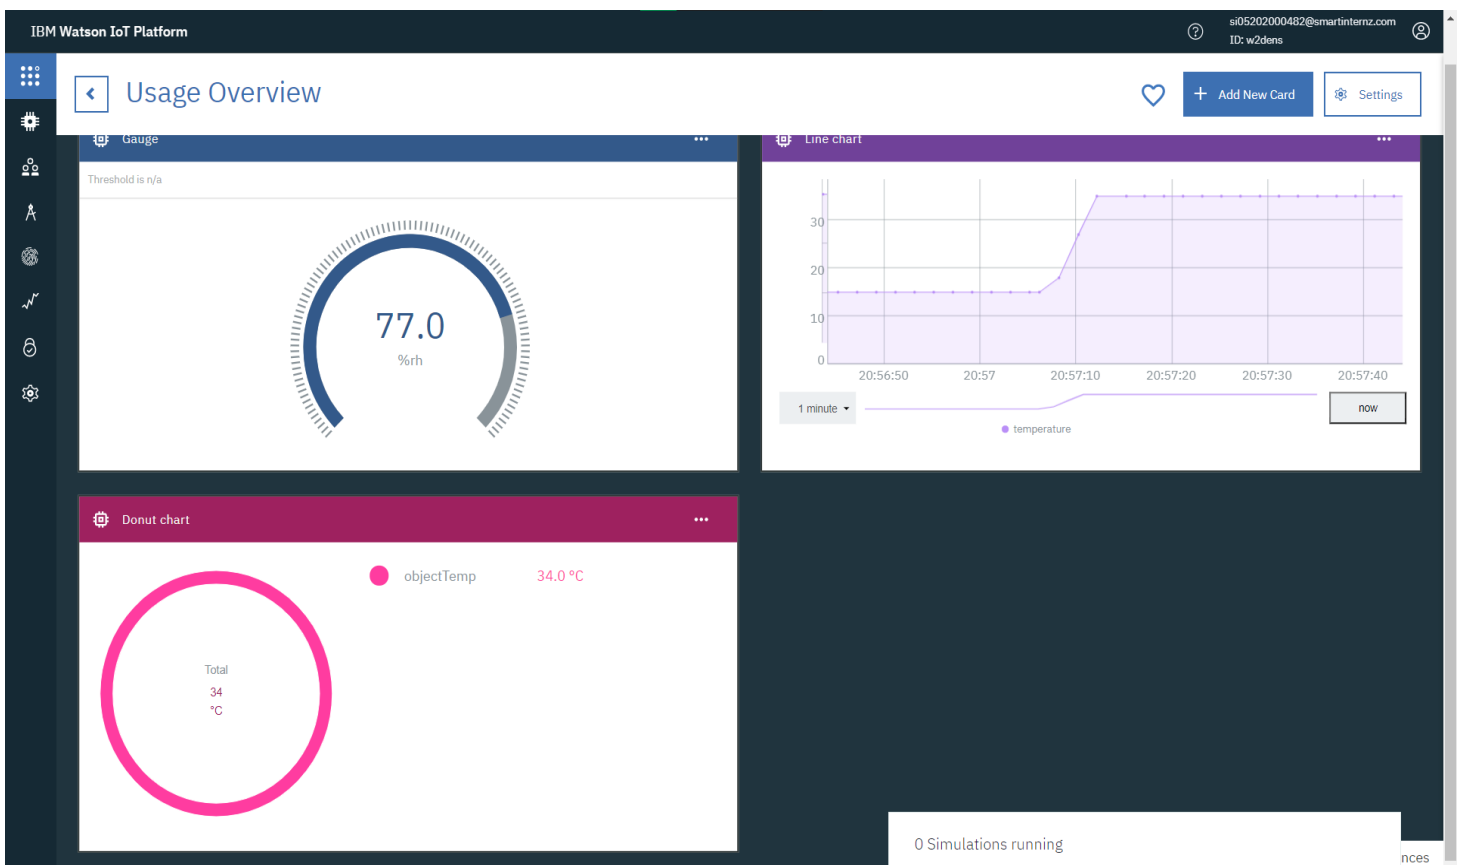 IBM Watson IoT Platform
si05202000482@smartinternz.com
ID: w2dens
Usage Overview
+ Add New Card
Settings
Gauge
Threshold is n/a
77.0
%rh
Line chart
30
20
10
0
20:56:50 20:57 20:57:10 20:57:20 20:57:30 20:57:40
1 minute
now
temperature
Donut chart
objectTemp 34.0 °C
Total
34
°C
0 Simulations running
nces